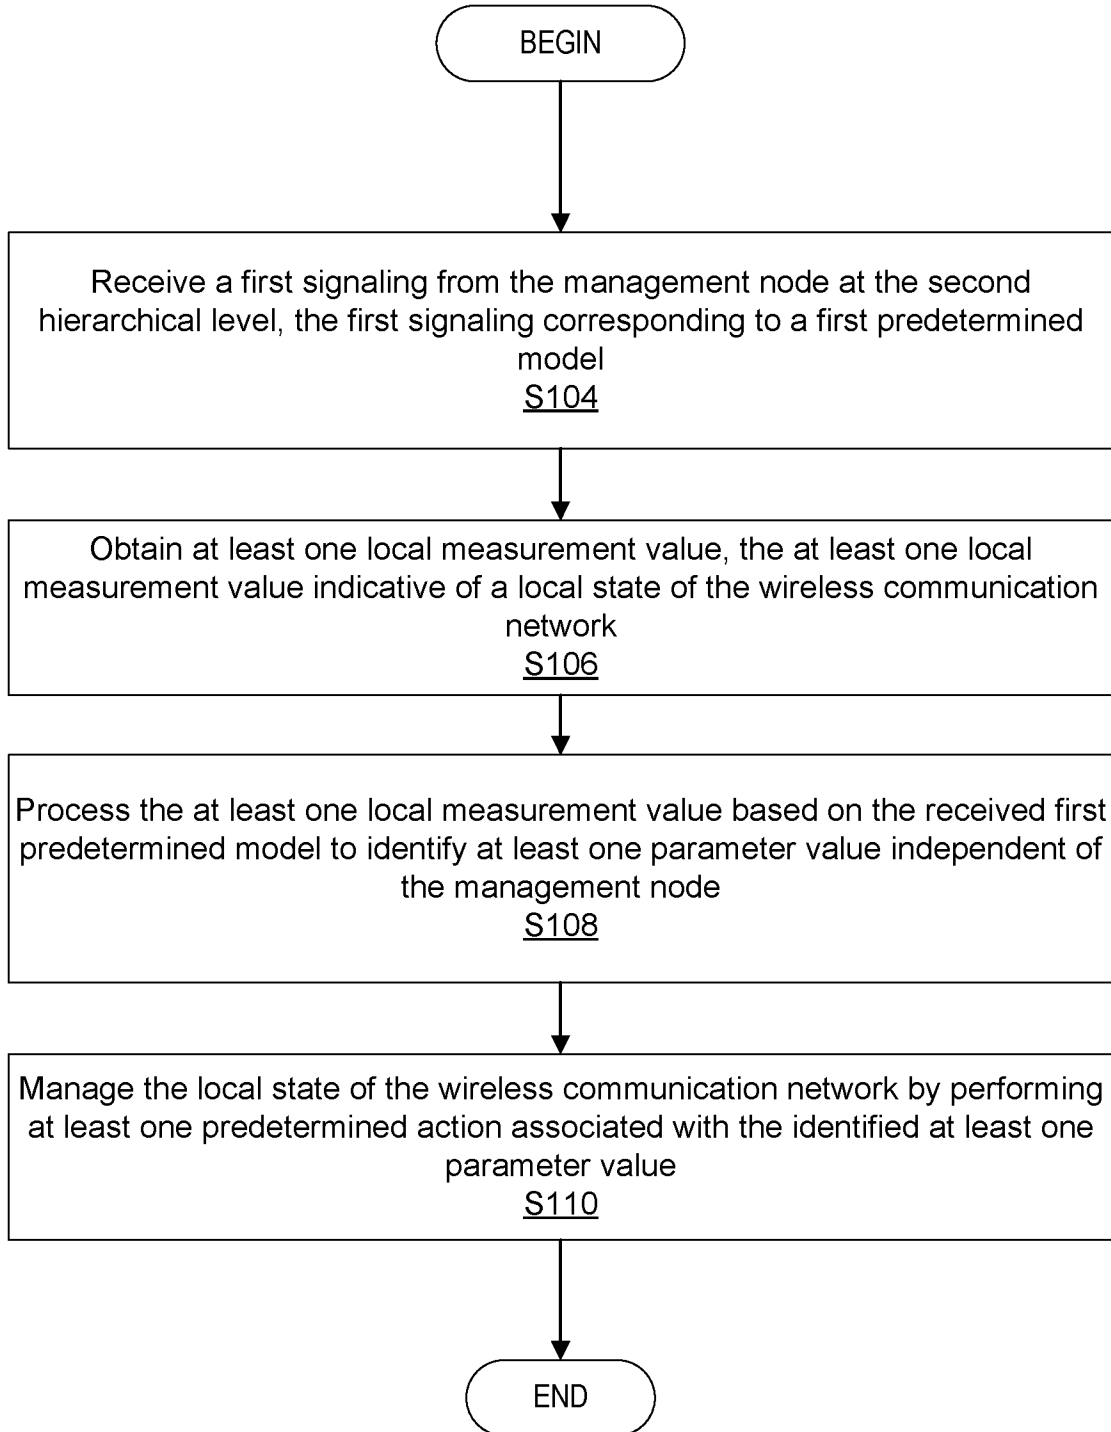 BEGIN
Receive a first signaling from the management node at the second
hierarchical level, the first signaling corresponding to a first predetermined
model
S104
Obtain at least one local measurement value, the at least one local
measurement value indicative of a local state of the wireless communication
network
S106
Process the at least one local measurement value based on the received first
predetermined model to identify at least one parameter value independent of
the management node
S108
Manage the local state of the wireless communication network by performing
at least one predetermined action associated with the identified at least one
parameter value
S110
END